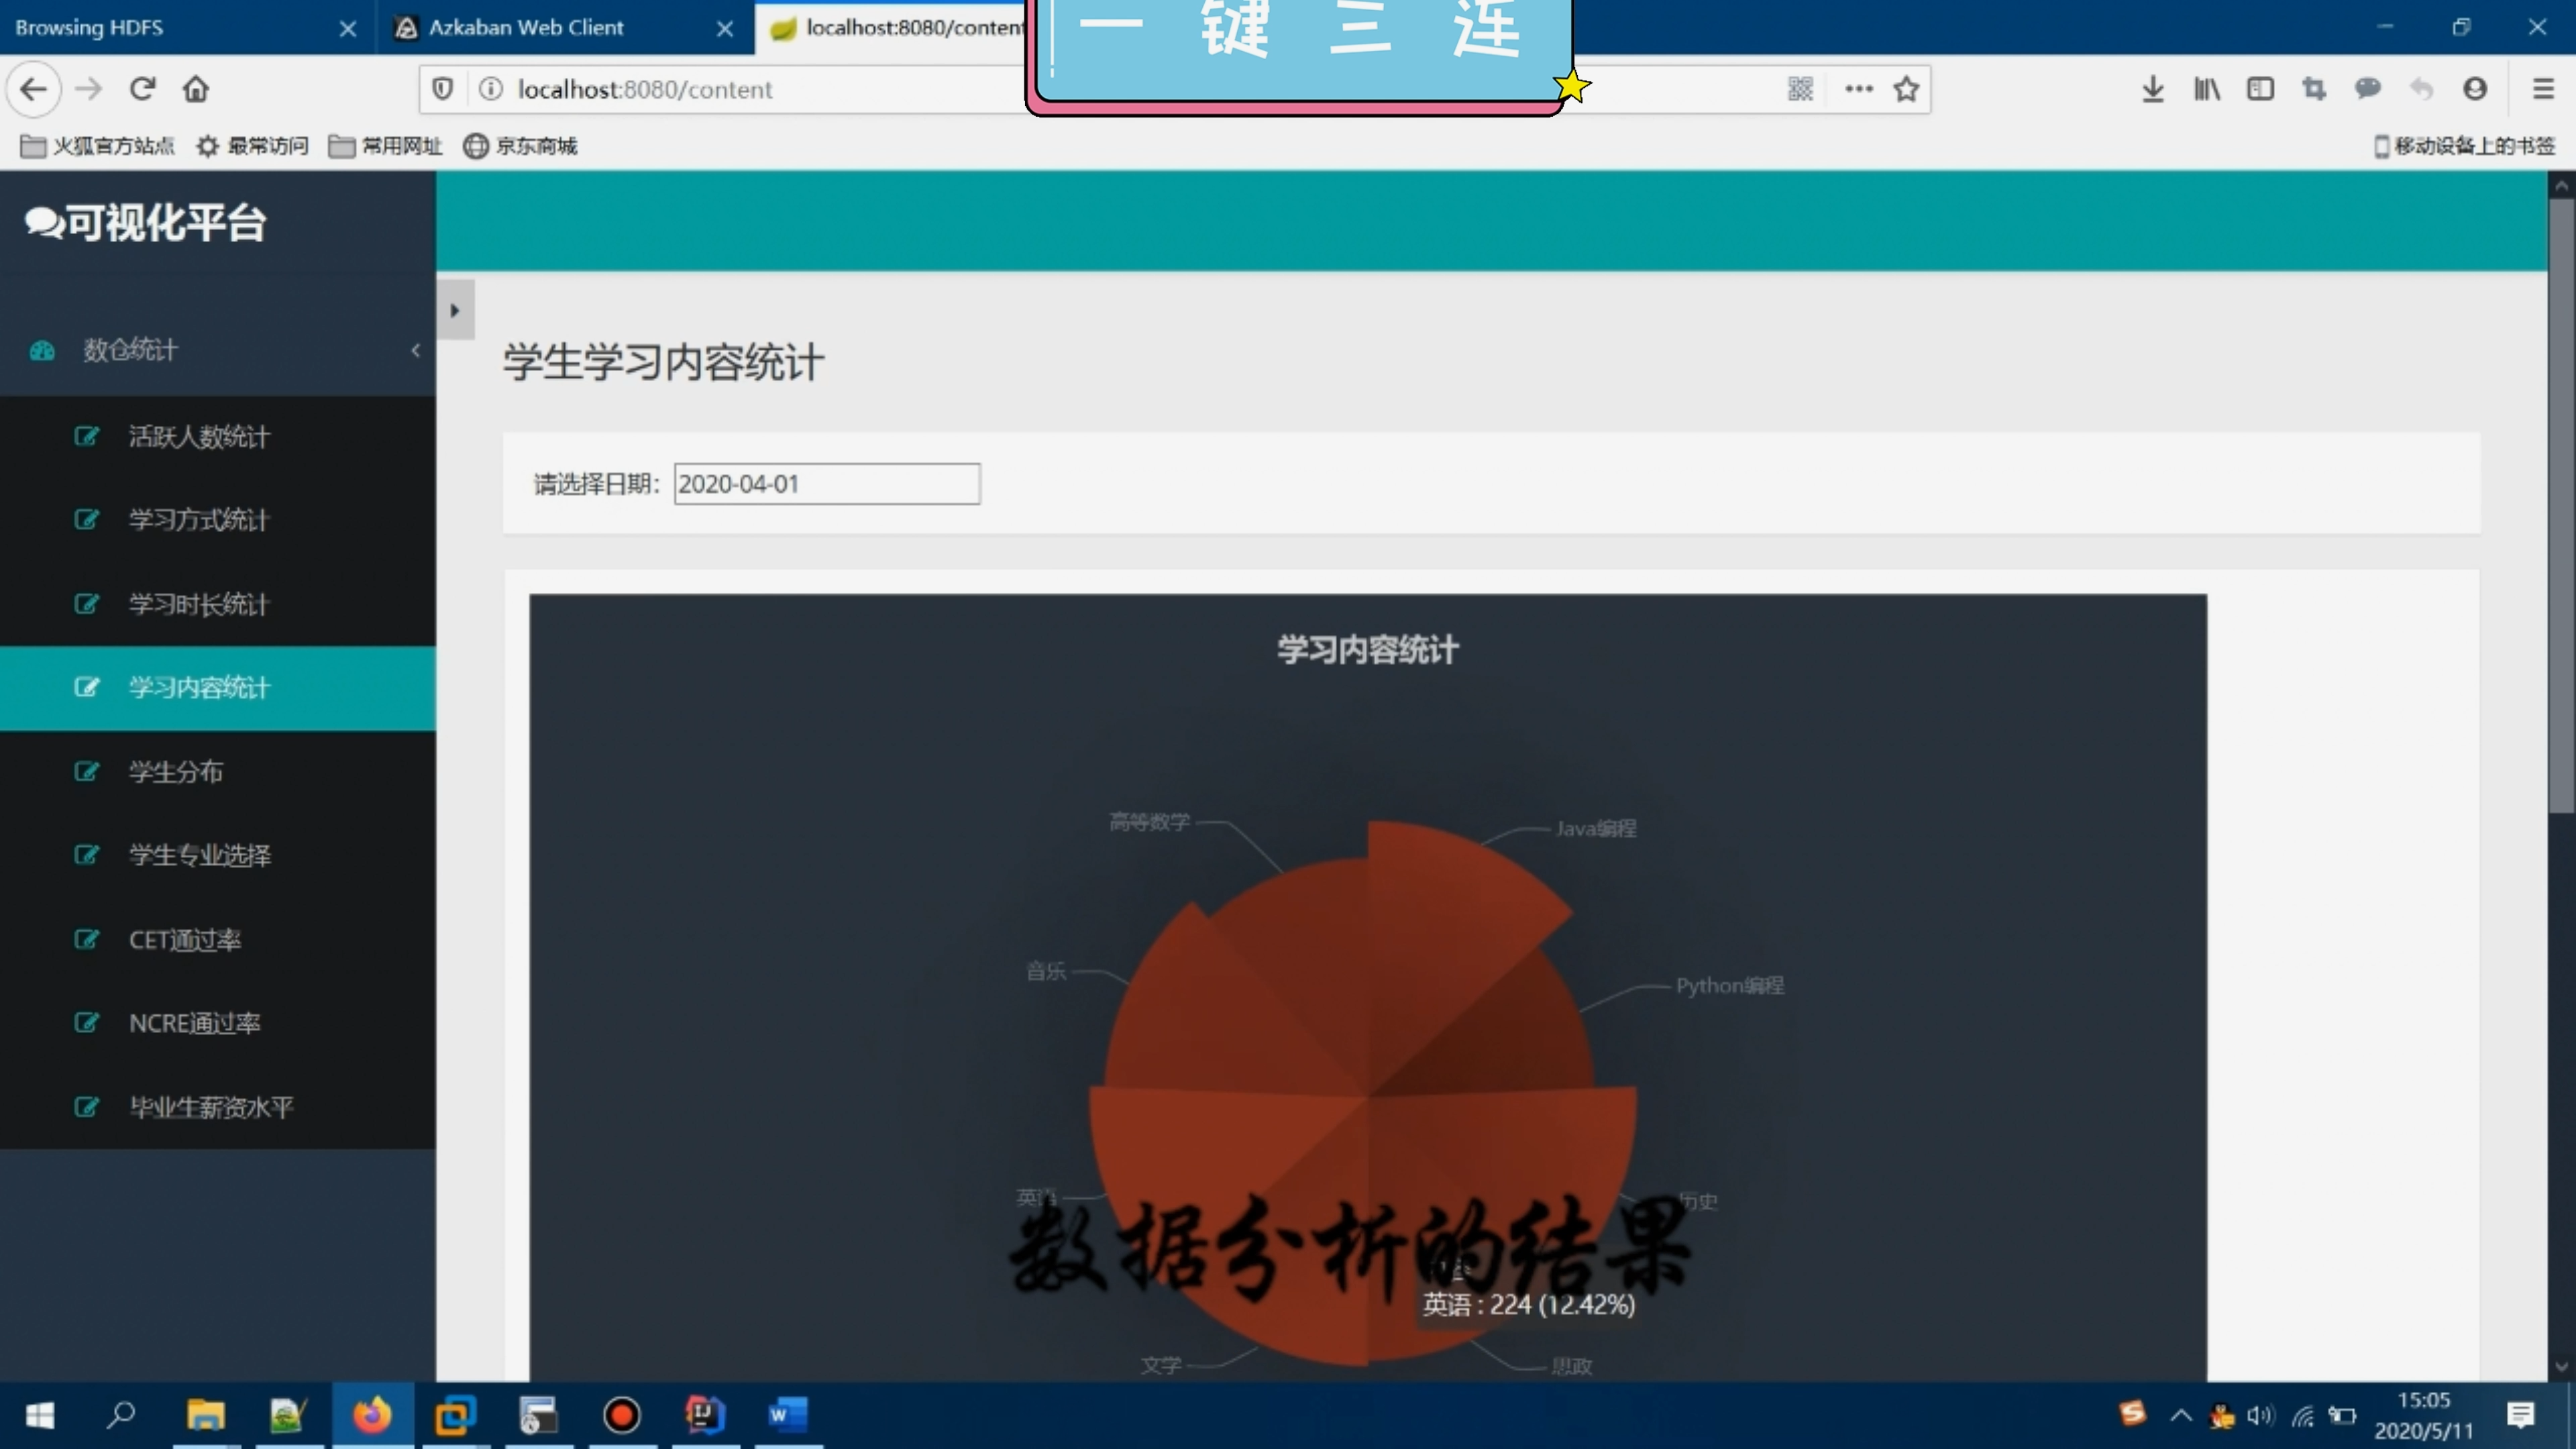 Browsing HDFS
Azkaban Web Client
localhost:8080/content
一键三连
localhost:8080/content
火狐官方站点
最常访问
常用网址
京东商城
移动设备上的书签
可视化平台
数仓统计
活跃人数统计
学习方式统计
学习时长统计
学习内容统计
学生分布
学生专业选择
CET通过率
NCRE通过率
毕业生薪资水平
学生学习内容统计
请选择日期：
2020-04-01
学习内容统计
高等数学
Java编程
音乐
Python编程
英语
历史
数据分析的结果
英语 : 224 (12.42%)
文学
思政
15:05
2020/5/11